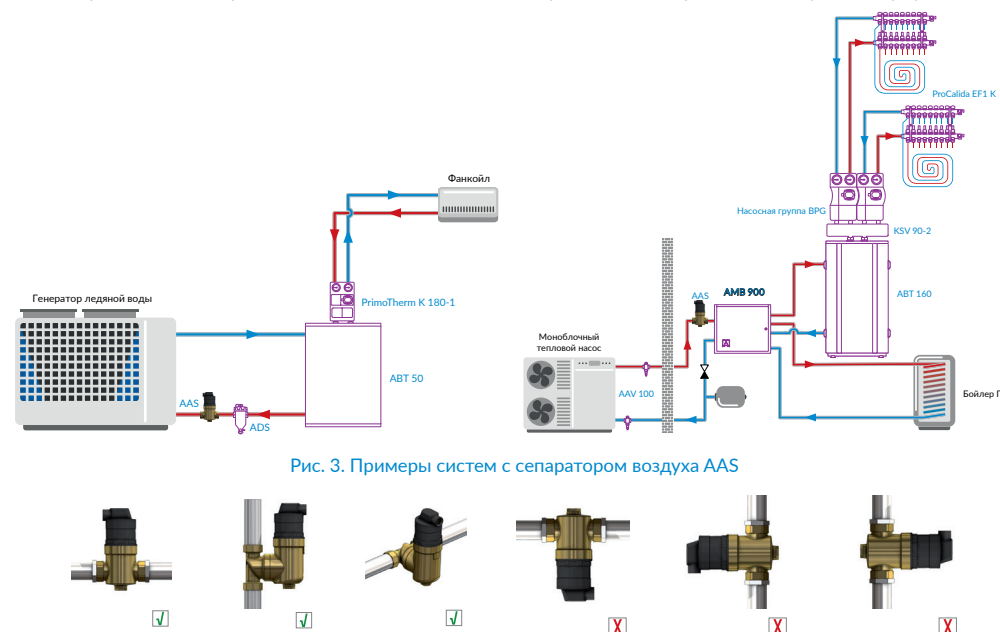 ProCalida EF1 K
Фанкойл
Насосная группа BPG
KSV 90-2
PrimoTherm K 180-1
Генератор ледяной воды
AAS
AMB 900
ABT 160
Моноблочный
тепловой насос
AAV 100
ABT 50
AAS
ADS
Бойлер
Рис. 3. Примеры систем с сепаратором воздуха AAS